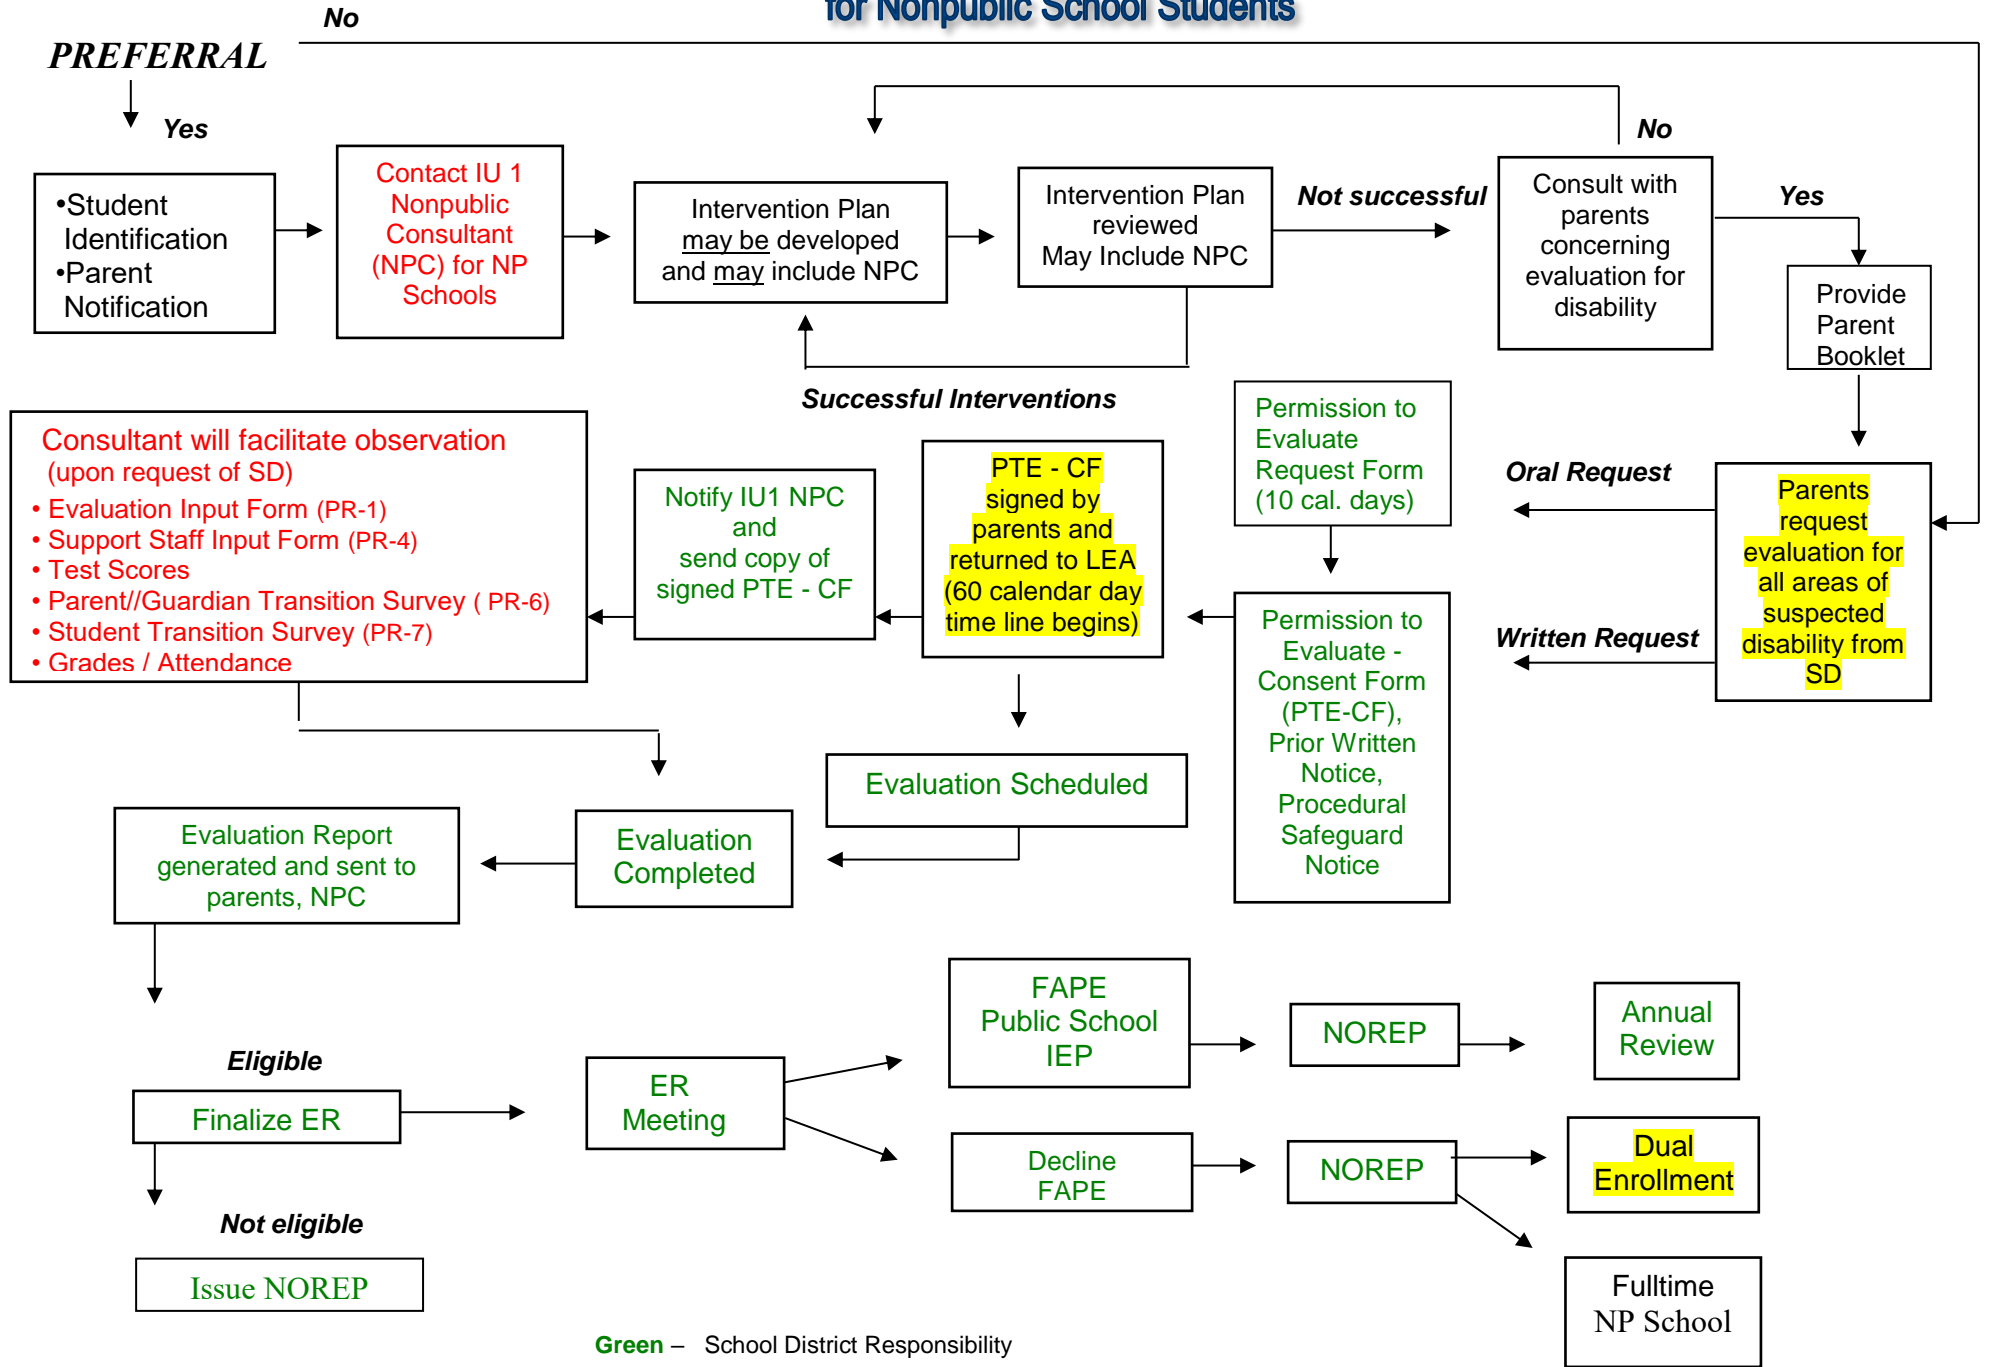 for Nonpublic School Students
No
PREFERRAL
Yes
•Student
Identification
•Parent
Notification
Contact IU 1
Nonpublic
Consultant
(NPC) for NP
Schools
Intervention Plan
may be developed
and may include NPC
Intervention Plan
reviewed
May Include NPC
Not successful
No
Consult with
parents
concerning
evaluation for
disability
Yes
Provide
Parent
Booklet
Successful Interventions
Consultant will facilitate observation
(upon request of SD)
• Evaluation Input Form (PR-1)
• Support Staff Input Form (PR-4)
• Test Scores
• Parent//Guardian Transition Survey ( PR-6)
• Student Transition Survey (PR-7)
• Grades / Attendance
Notify IU1 NPC
and
send copy of
signed PTE - CF
PTE - CF
signed by
parents and
returned to LEA
(60 calendar day
time line begins)
Permission to
Evaluate
Request Form
(10 cal. days)
Oral Request
Written Request
Parents
request
evaluation for
all areas of
suspected
disability from
SD
Permission to
Evaluate -
Consent Form
(PTE-CF),
Prior Written
Notice,
Procedural
Safeguard
Notice
Evaluation Scheduled
Evaluation
Completed
Evaluation Report
generated and sent to
parents, NPC
Eligible
Finalize ER
Not eligible
Issue NOREP
ER
Meeting
FAPE
Public School
IEP
NOREP
Annual
Review
Decline
FAPE
NOREP
Dual
Enrollment
Fulltime
NP School
Green – School District Responsibility